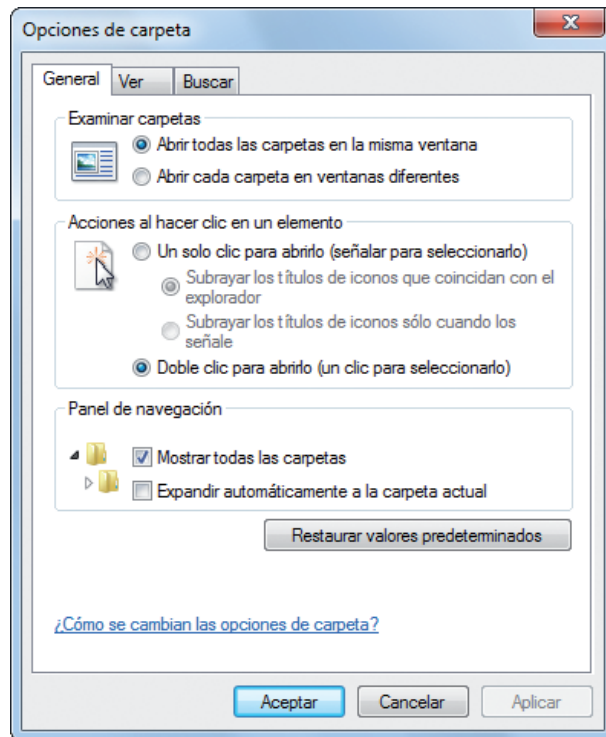 Opciones de carpeta
General Ver Buscar
Examinar carpetas
Abrir todas las carpetas en la misma ventana
Abrir cada carpeta en ventanas diferentes
Acciones al hacer clic en un elemento
Un solo clic para abrirlo (señalar para seleccionarlo)
Subrayar los títulos de iconos que coincidan con el
explorador
Subrayar los títulos de iconos sólo cuando los
señale
Doble clic para abrirlo (un clic para seleccionarlo)
Panel de navegación
Mostrar todas las carpetas
Expandir automáticamente a la carpeta actual
Restaurar valores predeterminados
¿Cómo se cambian las opciones de carpeta?
Aceptar Cancelar Aplicar